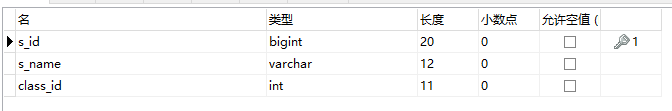 名 类型 长度 小数点 允许空值 (
s_id bigint 20 0 1
s_name varchar 12 0
class_id int 11 0